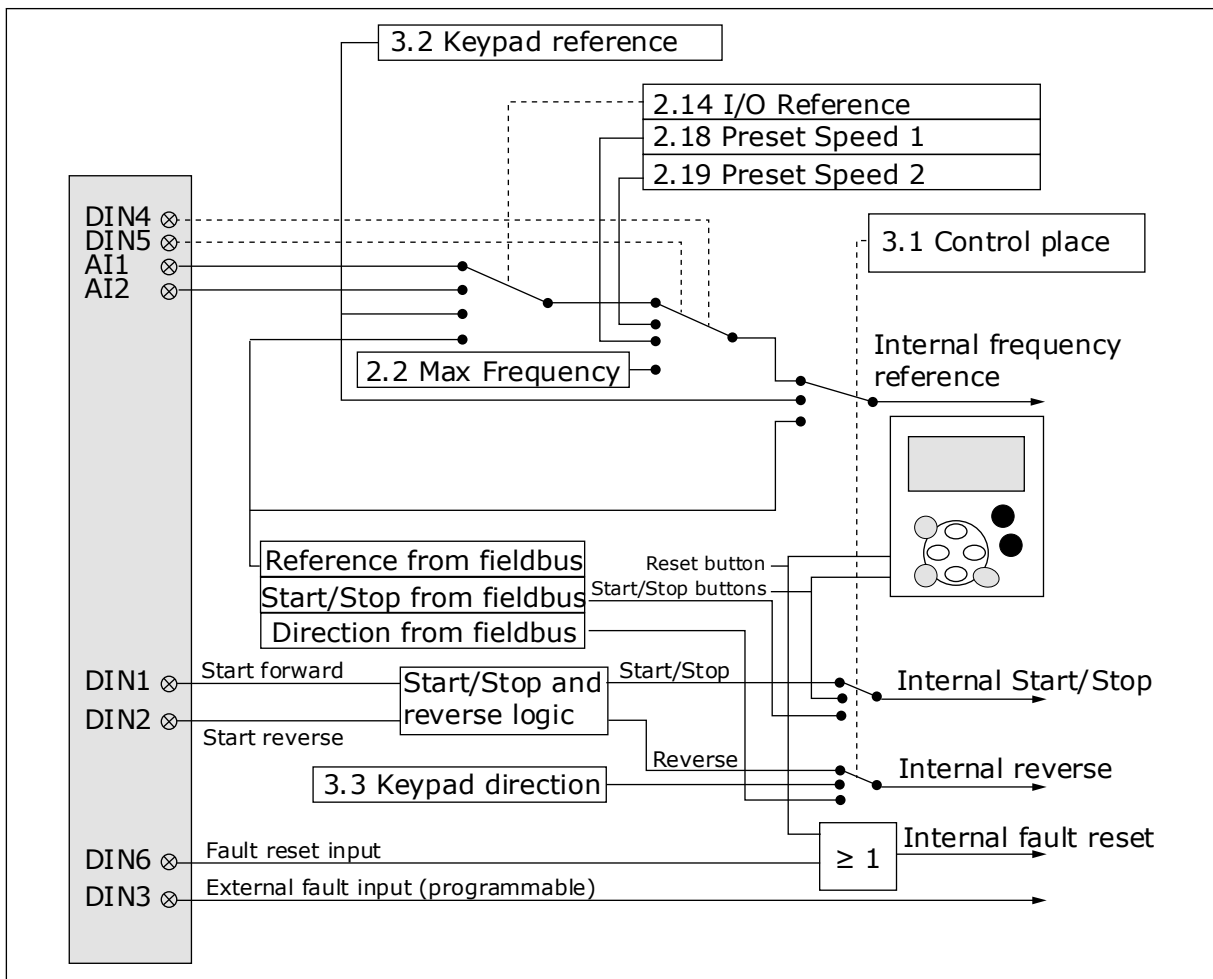 3.2 Keypad reference
2.14 I/O Reference
2.18 Preset Speed 1
2.19 Preset Speed 2
DIN4
DIN5
AI1
AI2
3.1 Control place
2.2 Max Frequency
Internal frequency
reference
Reference from fieldbus
Start/Stop from fieldbus
Direction from fieldbus
Reset button
Start/Stop buttons
DIN1
Start forward
DIN2
Start reverse
Start/Stop and
reverse logic
Start/Stop
Internal Start/Stop
Reverse
3.3 Keypad direction
Internal reverse
DIN6
Fault reset input
≥ 1
Internal fault reset
DIN3
External fault input (programmable)